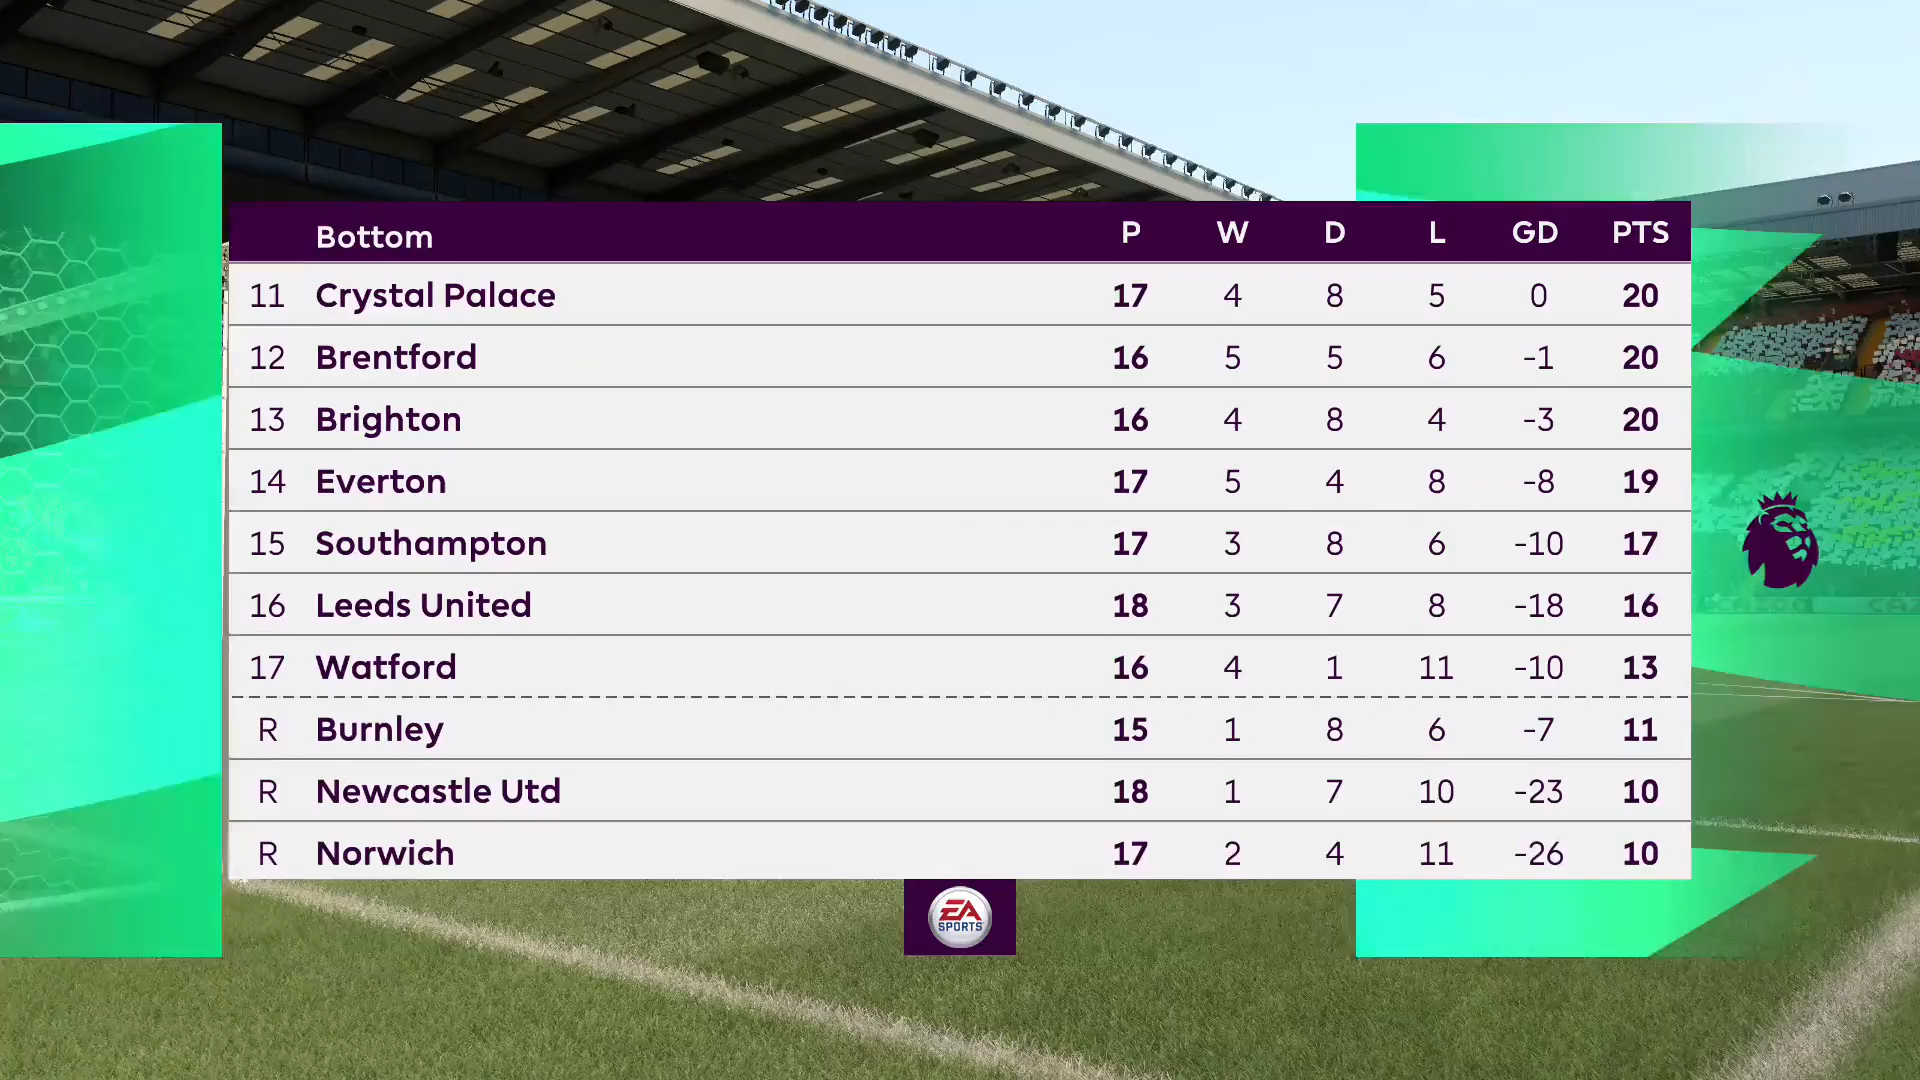 Bottom P W D L GD PTS
11 Crystal Palace 17 4 8 5 0 20
12 Brentford 16 5 5 6 -1 20
13 Brighton 16 4 8 4 -3 20
14 Everton 17 5 4 8 -8 19
15 Southampton 17 3 8 6 -10 17
16 Leeds United 18 3 7 8 -18 16
17 Watford 16 4 1 11 -10 13
R Burnley 15 1 8 6 -7 11
R Newcastle Utd 18 1 7 10 -23 10
R Norwich 17 2 4 11 -26 10
EA
SPORTS